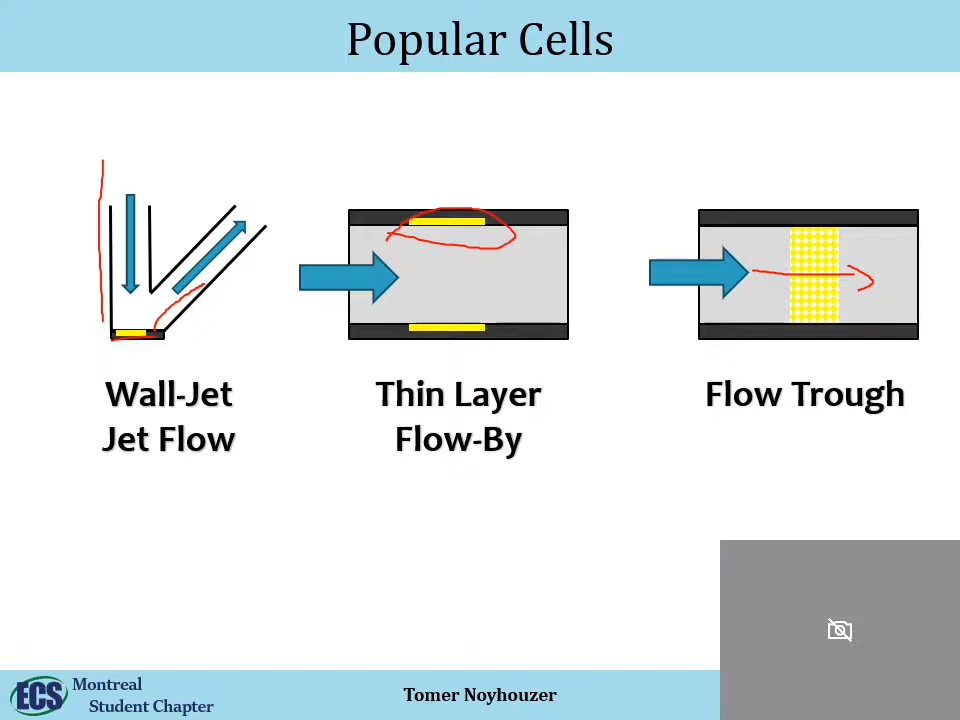 Popular Cells
Wall-Jet
Jet Flow
Thin Layer
Flow-By
Flow Trough
ECS Montreal
Student Chapter
Tomer Noyhouzer